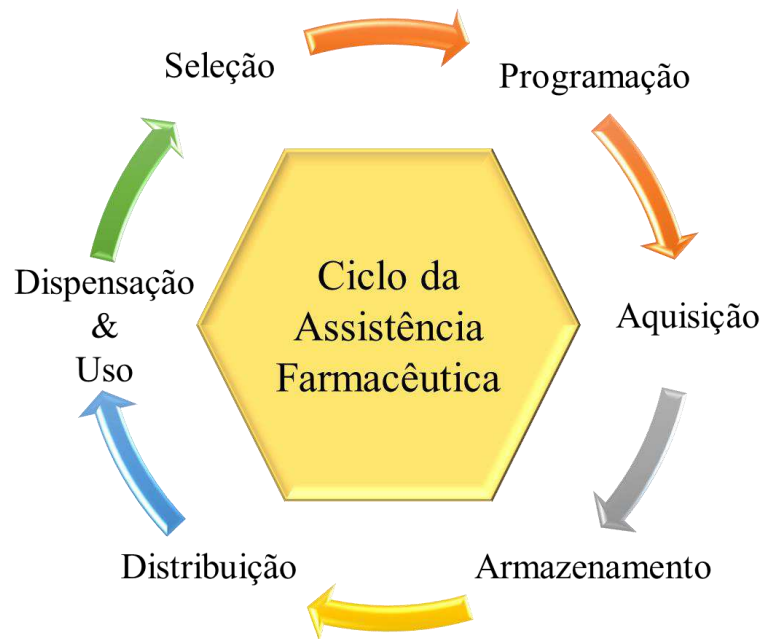 Seleção
Programação
Aquisição
Armazenamento
Distribuição
Dispensação
&
Uso
Ciclo da
Assistência
Farmacêutica